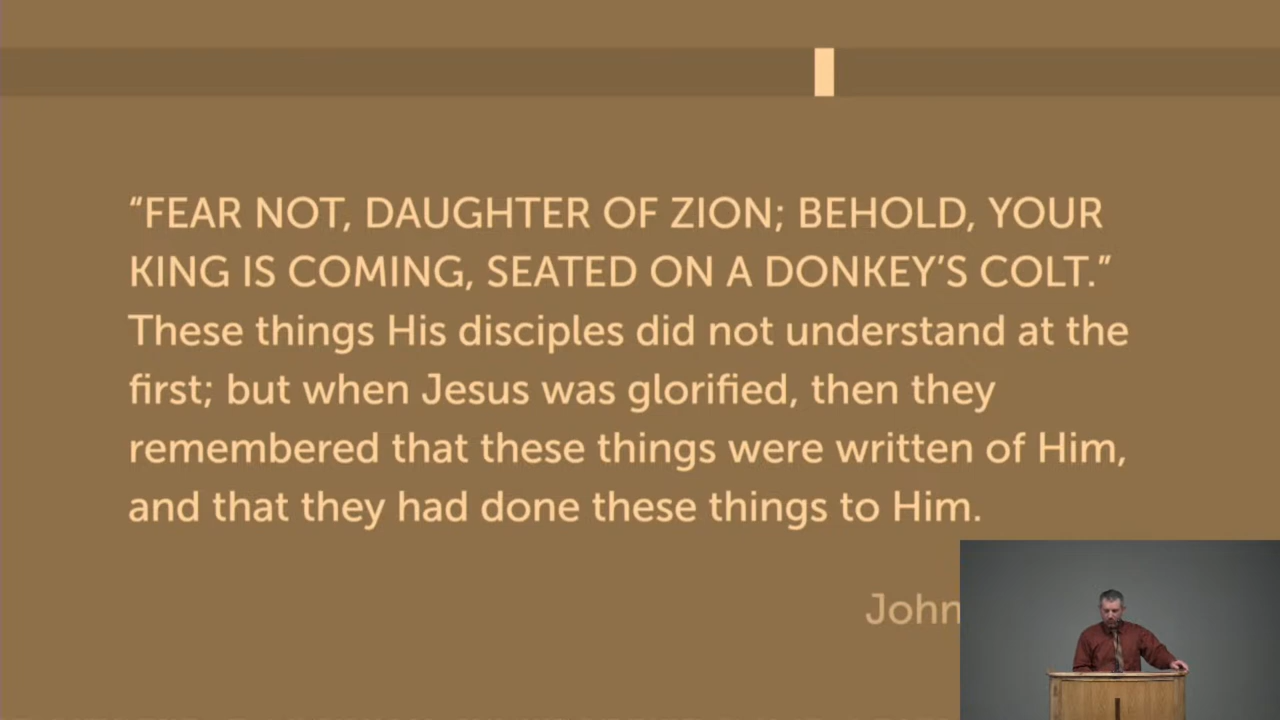 “FEAR NOT, DAUGHTER OF ZION; BEHOLD, YOUR
KING IS COMING, SEATED ON A DONKEY’S COLT.”
These things His disciples did not understand at the
first; but when Jesus was glorified, then they
remembered that these things were written of Him,
and that they had done these things to Him.
John